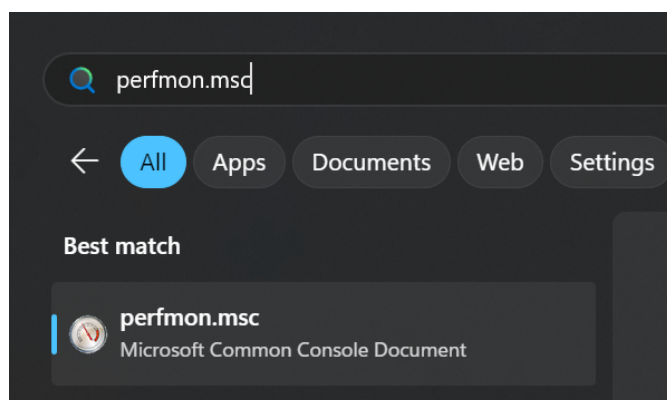 perfmon.msc
All Apps Documents Web Settings
Best match
perfmon.msc
Microsoft Common Console Document